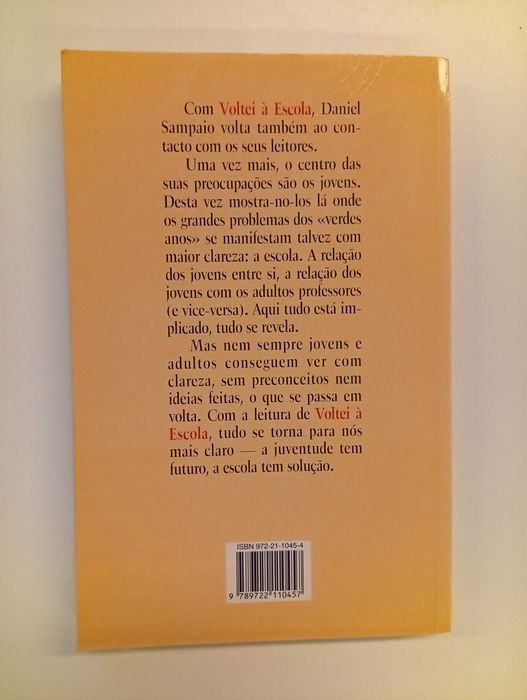 Com Voltei à Escola, Daniel
Sampaio volta também ao con-
tacto com os seus leitores.
Uma vez mais, o centro das
suas preocupações são os jovens.
Desta vez mostra-no-los lá onde
os grandes problemas dos «verdes
anos» se manifestam talvez com
maior clareza: a escola. A relação
dos jovens entre si, a relação dos
jovens com os adultos professores
(e vice-versa). Aqui tudo está im-
plicado, tudo se revela.
Mas nem sempre jovens e
adultos conseguem ver com
clareza, sem preconceitos nem
ideias feitas, o que se passa em
volta. Com a leitura de Voltei à
Escola, tudo se torna para nós
mais claro — a juventude tem
futuro, a escola tem solução.
ISBN 972-21-1045-4
9 789722 110457